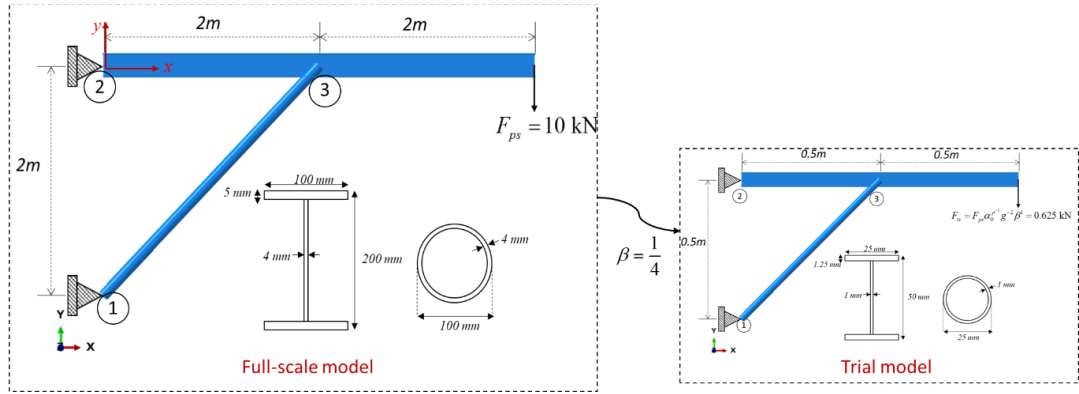 y
2m
2m
x
2
3
F_ps = 10 kN
2m
100 mm
5 mm
4 mm
200 mm
4 mm
100 mm
1
Y
X
Full-scale model
β = 1/4
0.5m
0.5m
2
3
0.5m
25 mm
1.25 mm
1 mm
50 mm
1 mm
25 mm
1
Y
X
Trial model